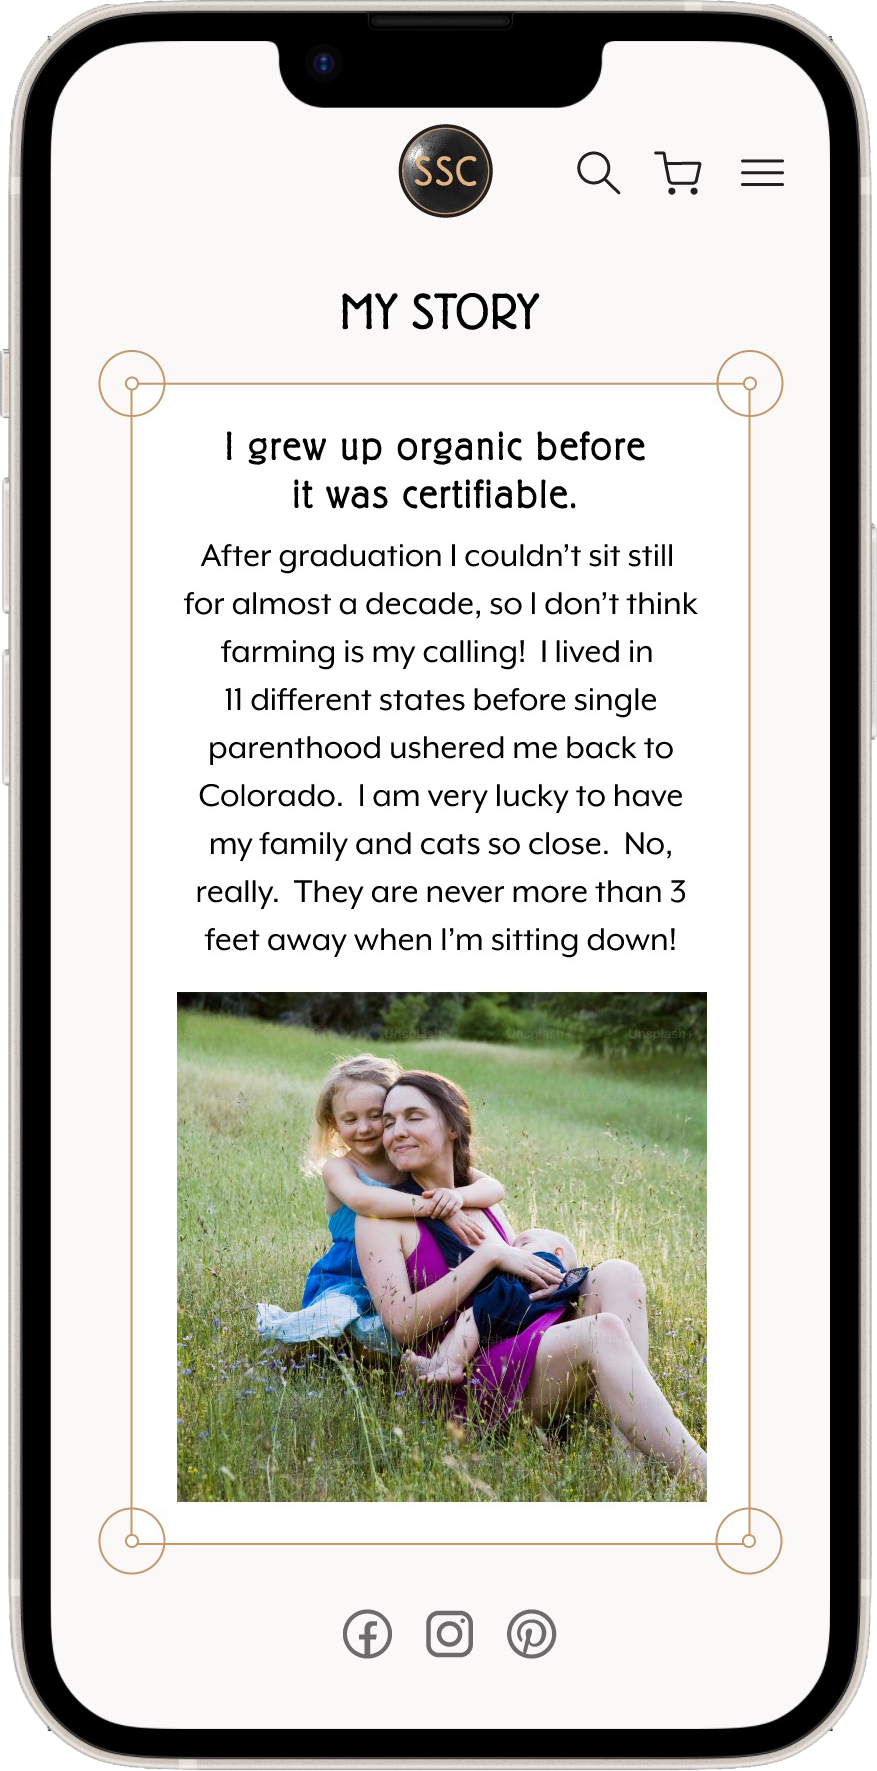 SSC
MY STORY
I grew up organic before
it was certifiable.
After graduation I couldn’t sit still
for almost a decade, so I don’t think
farming is my calling!  I lived in
11 different states before single
parenthood ushered me back to
Colorado.  I am very lucky to have
my family and cats so close.  No,
really.  They are never more than 3
feet away when I’m sitting down!
Unsplash+ Unsplash+ Unsplash+